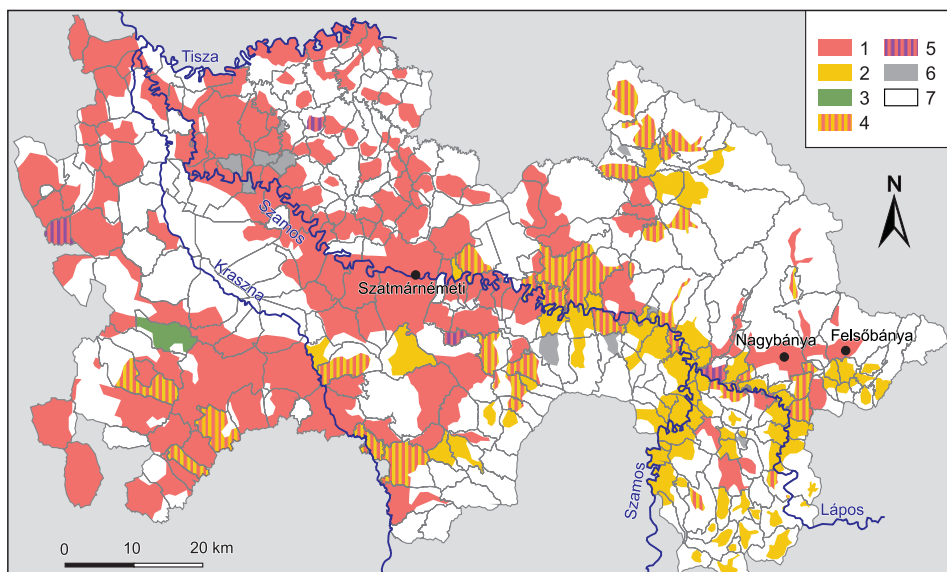 Tisza
1
5
2
6
3
7
4
N
Szamos
Kraszna
Szatmárnémeti
Nagybánya
Felsőbánya
Szamos
Lápos
0
10
20 km